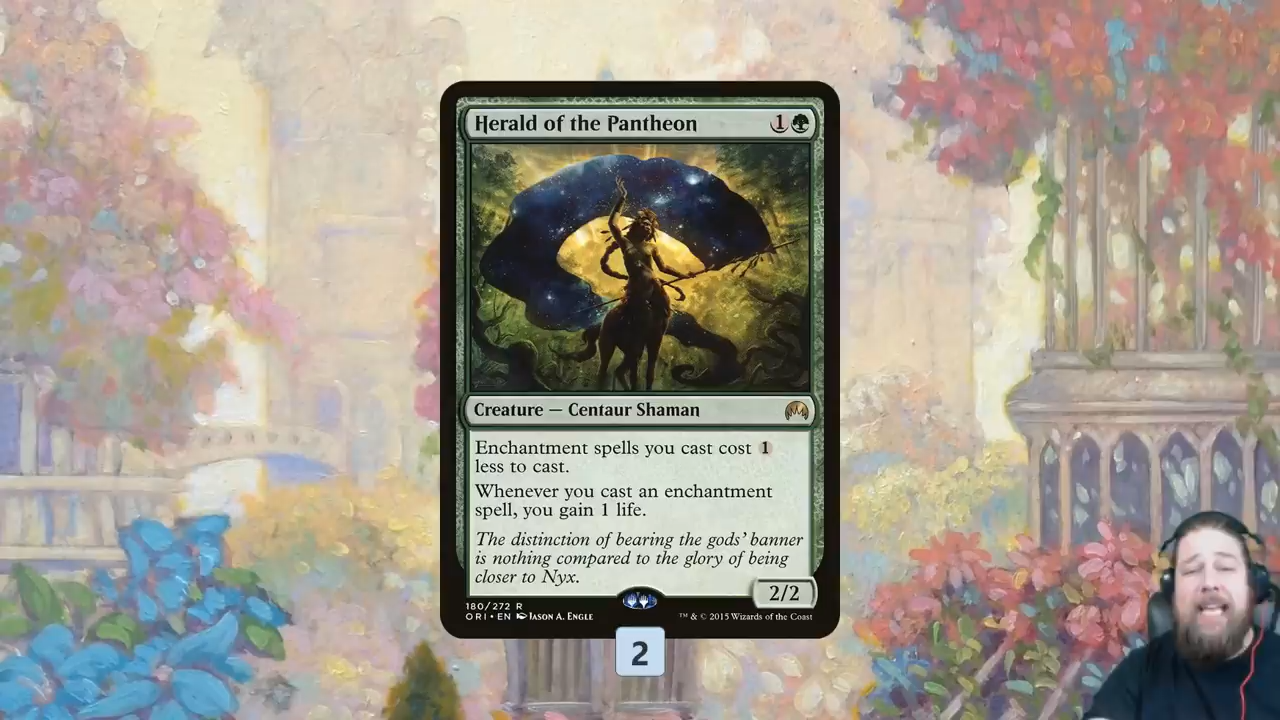 Herald of the Pantheon 1
Creature — Centaur Shaman
Enchantment spells you cast cost 1
less to cast.
Whenever you cast an enchantment
spell, you gain 1 life.
The distinction of bearing the gods' banner
is nothing compared to the glory of being
closer to Nyx.
2/2
180/272 R
ORI • EN Jason A. Engle
™ & © 2015 Wizards of the Coast
2